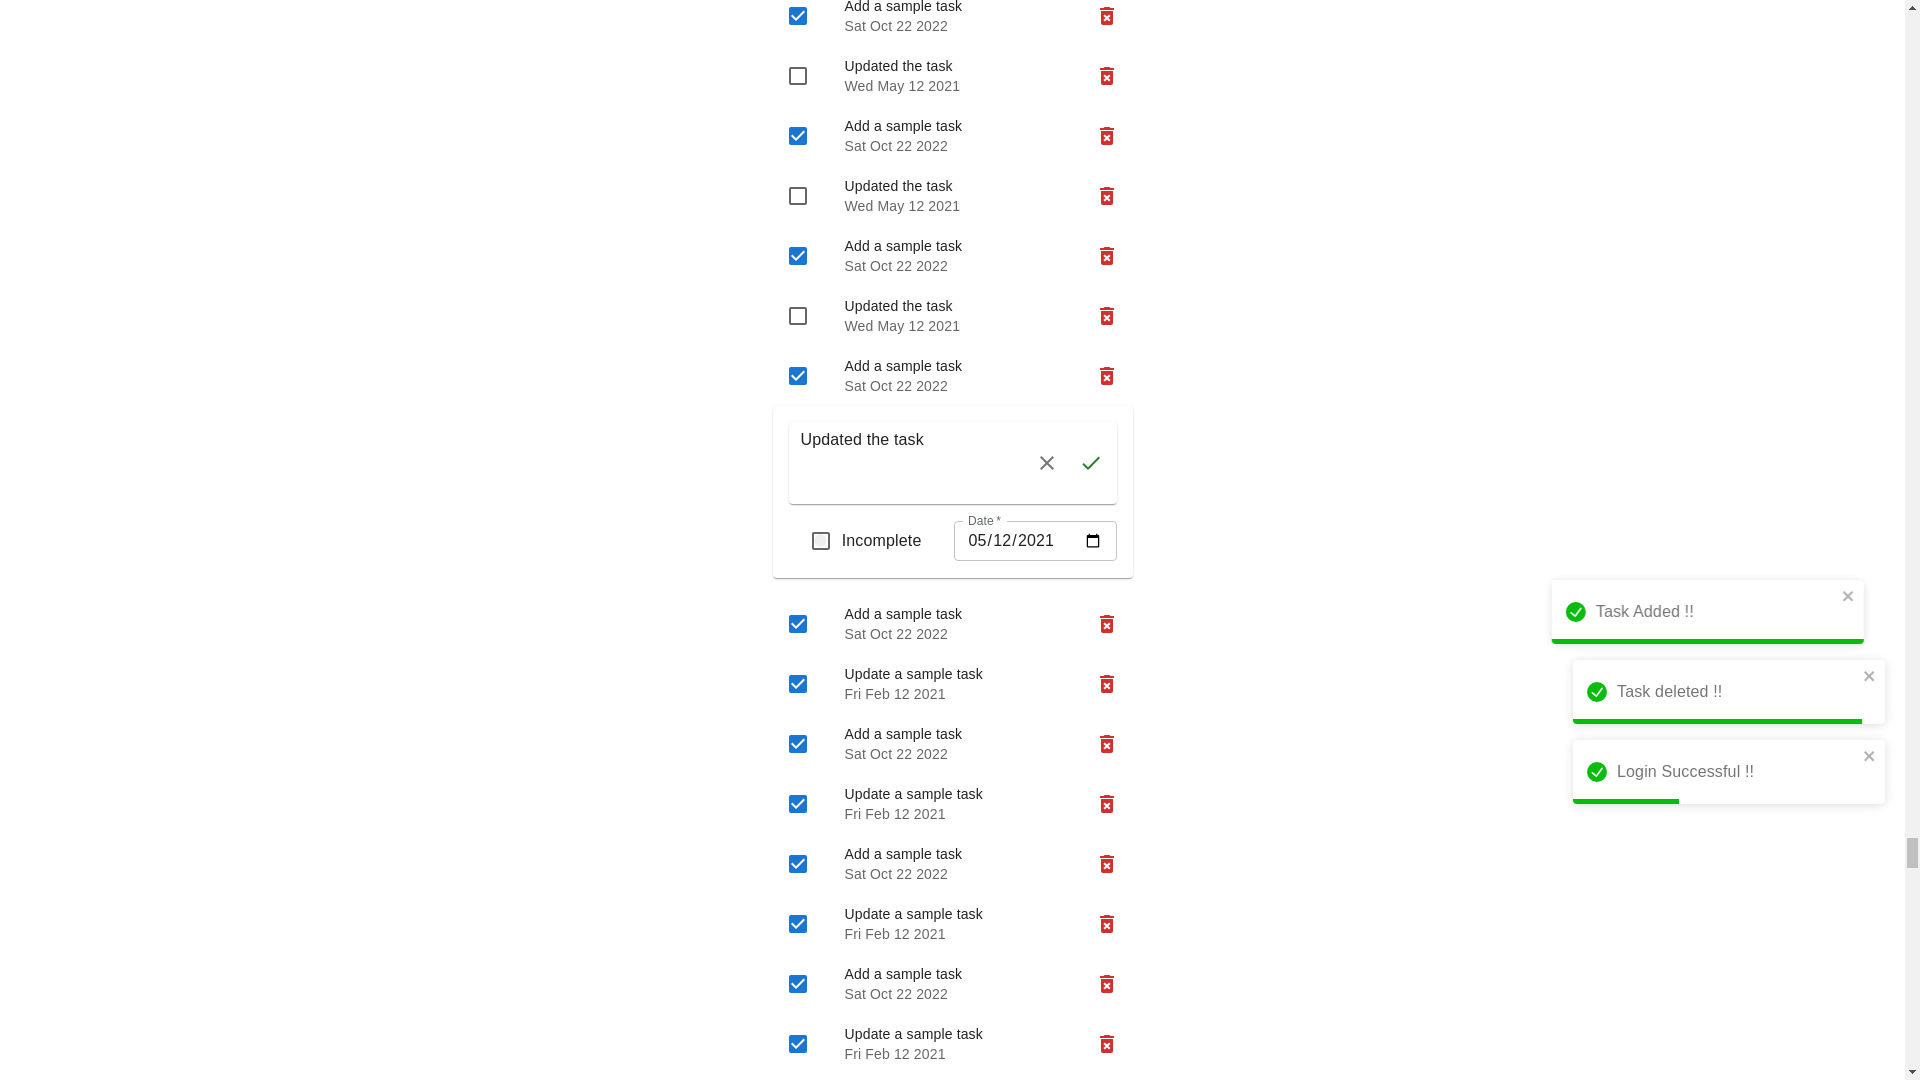 Add a sample task
Sat Oct 22 2022
Updated the task
Wed May 12 2021
Add a sample task
Sat Oct 22 2022
Updated the task
Wed May 12 2021
Add a sample task
Sat Oct 22 2022
Updated the task
Wed May 12 2021
Add a sample task
Sat Oct 22 2022
Updated the task
Incomplete
Date *
05/12/2021
Add a sample task
Sat Oct 22 2022
Update a sample task
Fri Feb 12 2021
Add a sample task
Sat Oct 22 2022
Update a sample task
Fri Feb 12 2021
Add a sample task
Sat Oct 22 2022
Update a sample task
Fri Feb 12 2021
Add a sample task
Sat Oct 22 2022
Update a sample task
Fri Feb 12 2021
Task Added !!
Task deleted !!
Login Successful !!